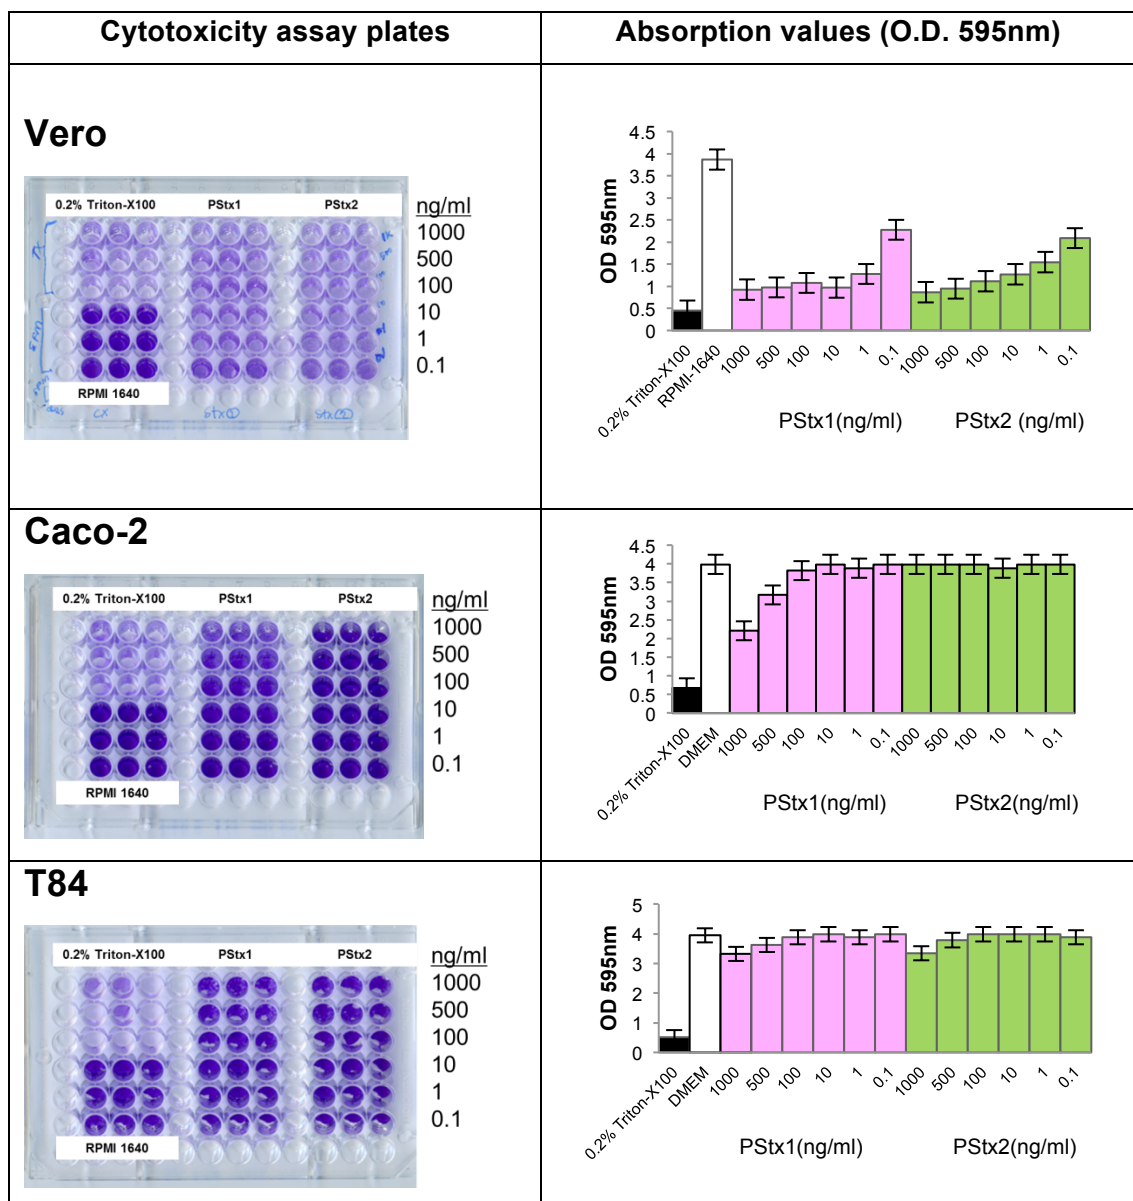 Cytotoxicity assay plates
Absorption values (O.D. 595nm)
Vero
0.2% Triton-X100 PStx1 PStx2
ng/ml
1000
500
100
10
1
0.1
RPMI 1640
CX
Stx①
Stx②
OD 595nm
4.5
4
3.5
3
2.5
2
1.5
1
0.5
0
0.2% Triton-X100
RPMI-1640
1000
500
100
10
1
0.1
1000
500
100
10
1
0.1
PStx1(ng/ml) PStx2 (ng/ml)
Caco-2
0.2% Triton-X100 PStx1 PStx2
ng/ml
1000
500
100
10
1
0.1
RPMI 1640
OD 595nm
4.5
4
3.5
3
2.5
2
1.5
1
0.5
0
0.2% Triton-X100
DMEM
1000
500
100
10
1
0.1
1000
500
100
10
1
0.1
PStx1(ng/ml) PStx2(ng/ml)
T84
0.2% Triton-X100 PStx1 PStx2
ng/ml
1000
500
100
10
1
0.1
RPMI 1640
OD 595nm
5
4
3
2
1
0
0.2% Triton-X100
DMEM
1000
500
100
10
1
0.1
1000
500
100
10
1
0.1
PStx1(ng/ml) PStx2(ng/ml)